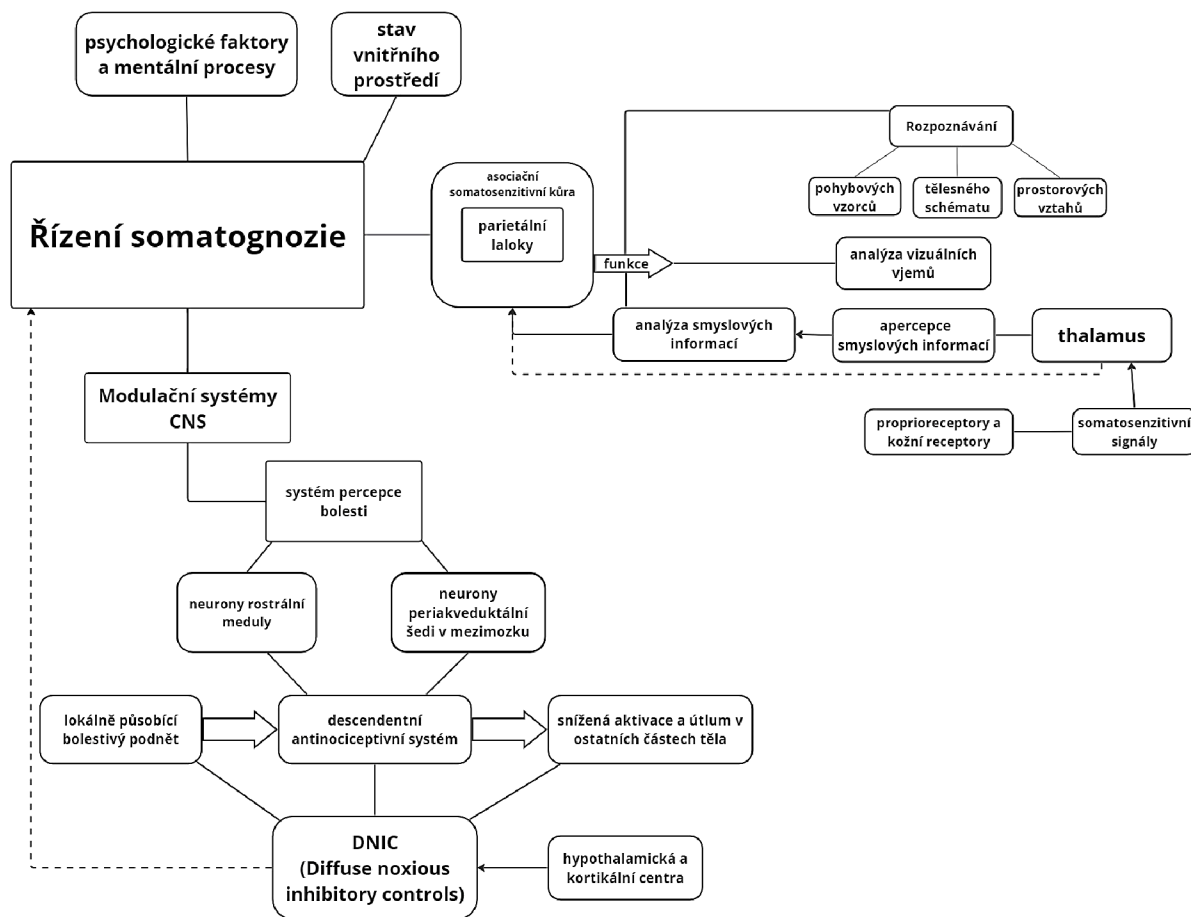 psychologické faktory
a mentální procesy
stav
vnitřního
prostředí
Řízení somatognozie
asociační
somatosenzitivní kůra
parietální
laloky
funkce
Rozpoznávání
pohybových
vzorců
tělesného
schématu
prostorových
vztahů
analýza vizuálních
vjemů
analýza smyslových
informací
apercepce
smyslových informací
thalamus
proprioreceptory a
kožní receptory
somatosenzitivní
signály
Modulační systémy
CNS
systém percepce
bolesti
neurony rostrální
meduly
neurony
periakveduktální
šedi v mezimozku
lokálně působící
bolestivý podnět
descendentní
antinociceptivní systém
snížená aktivace a útlum v
ostatních částech těla
DNIC
(Diffuse noxious
inhibitory controls)
hypothalamická a
kortikální centra